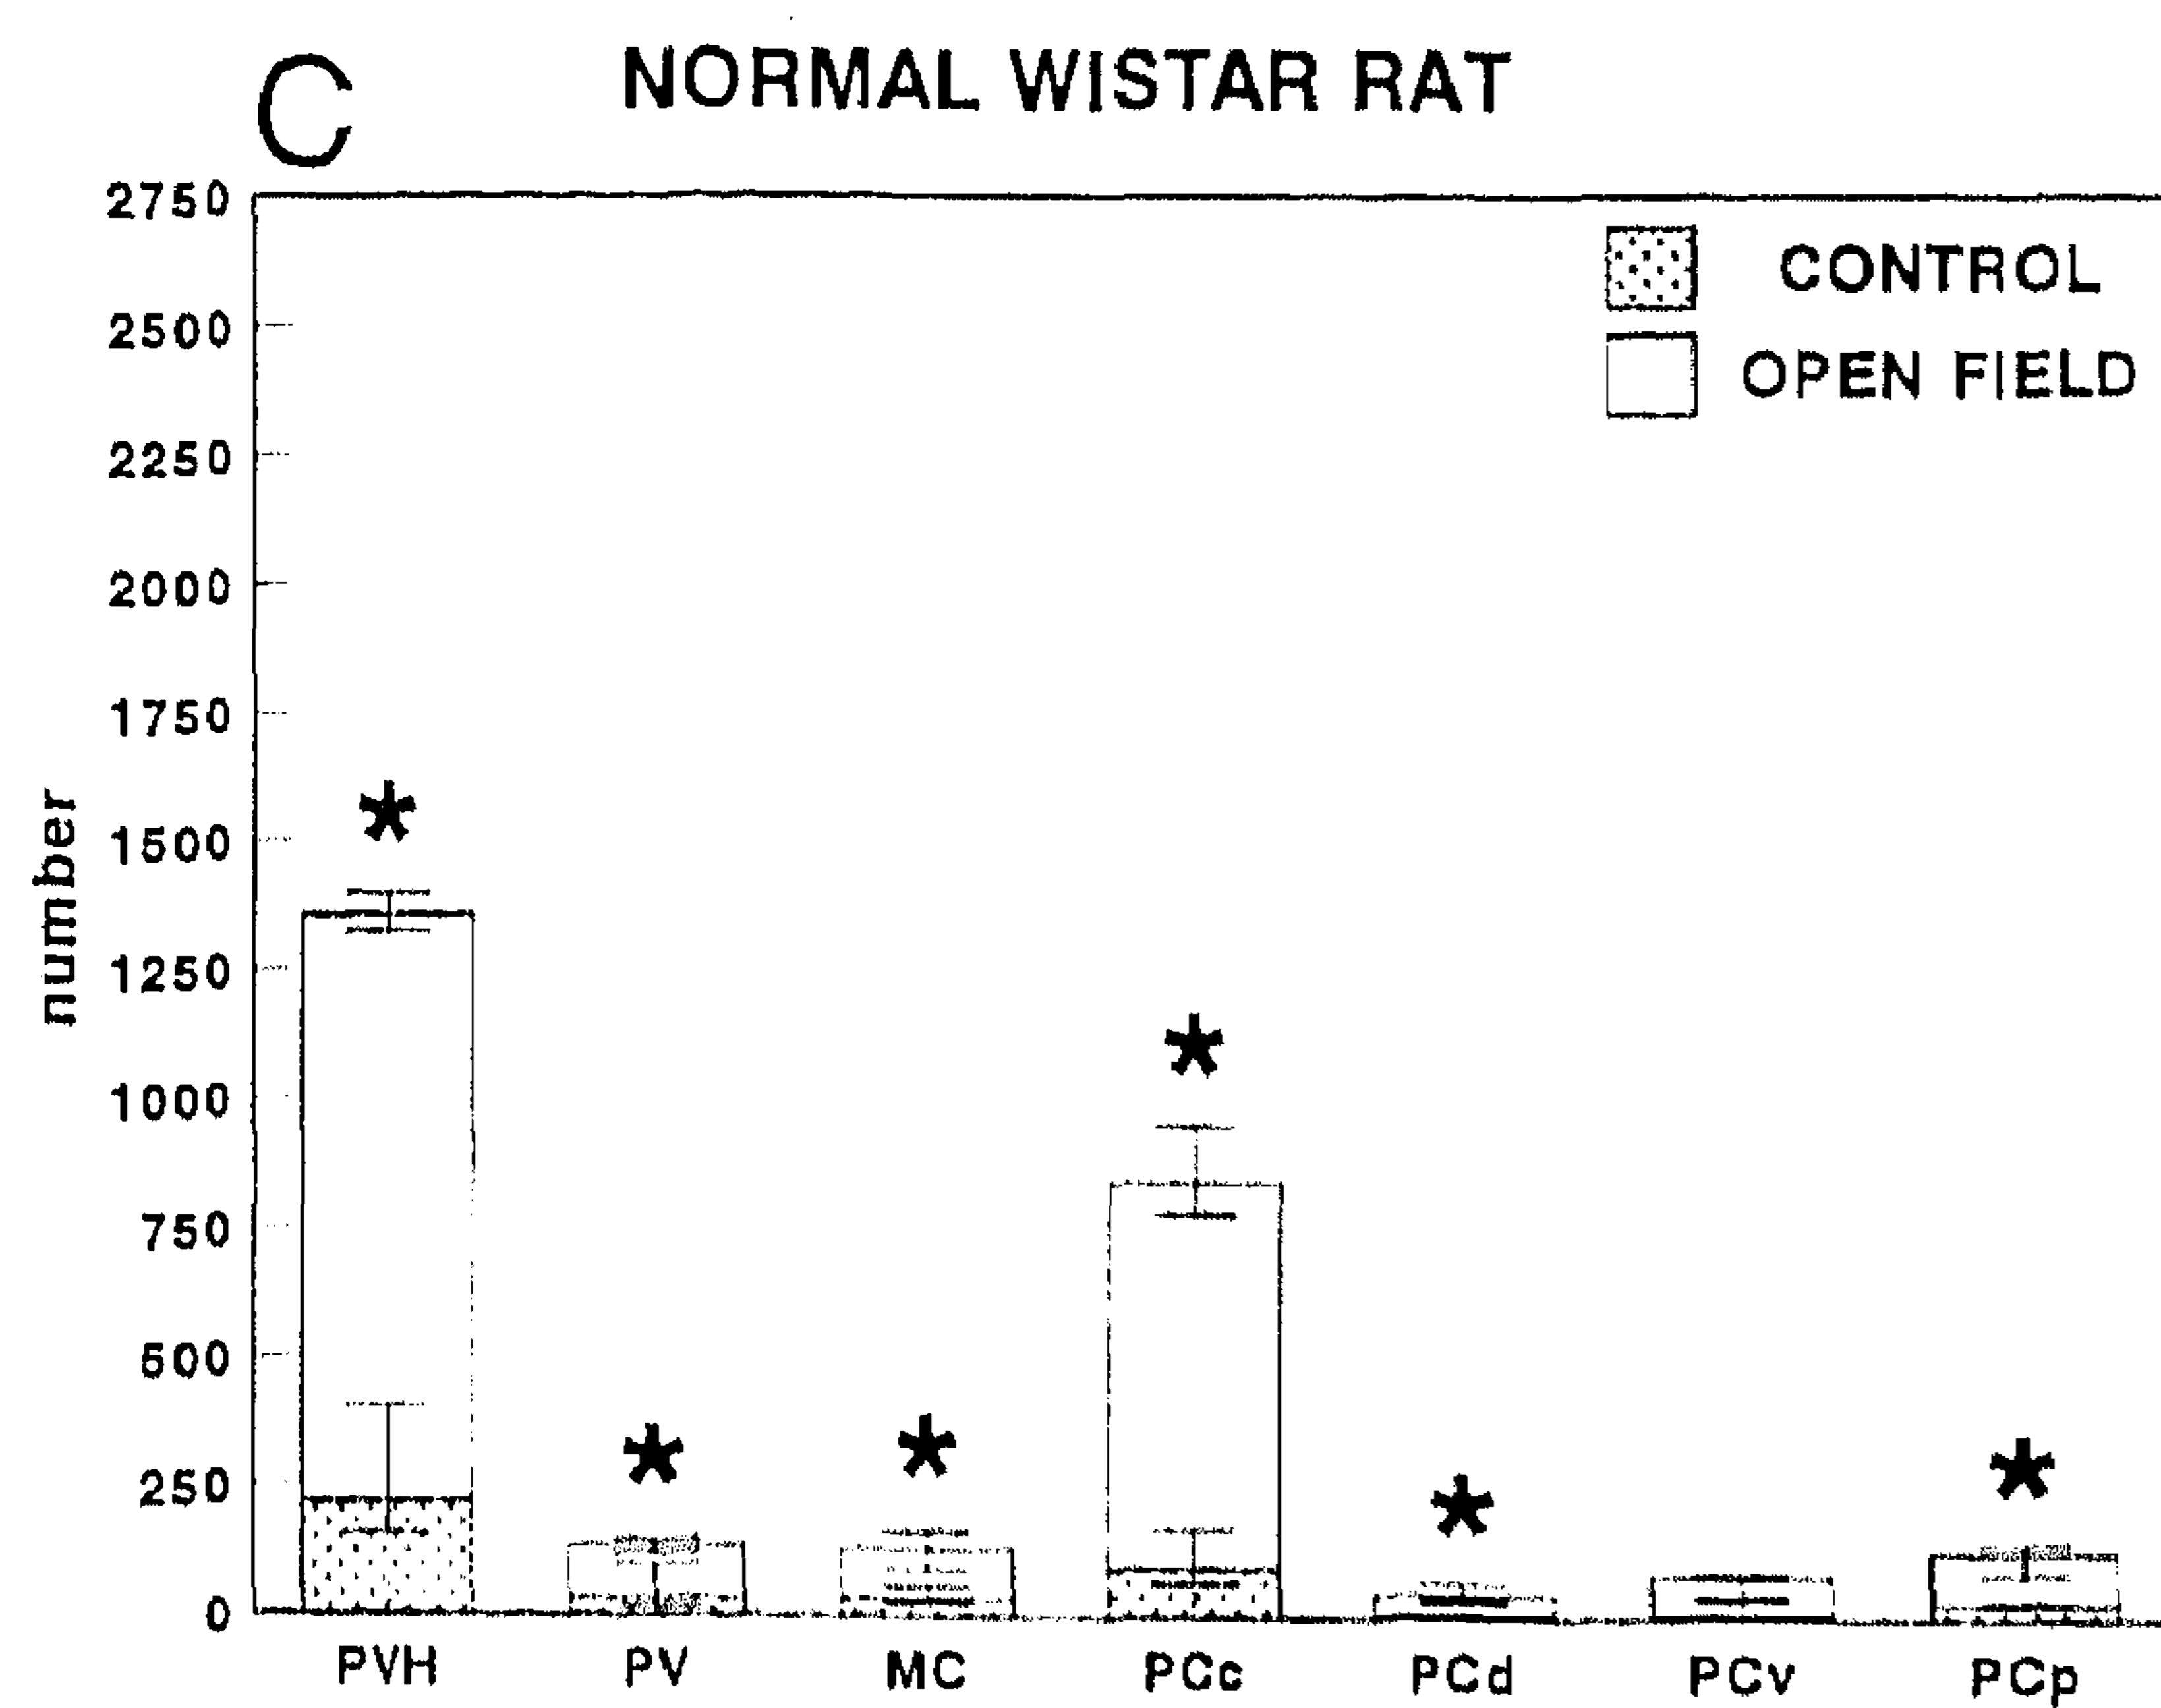 C NORMAL WISTAR RAT
2750
CONTROL
2500
OPEN FIELD
2250
2000
1750
*
1500
number
1250
*
1000
750
500
* * * *
250
*
0
PVH PV MC PCc PCd PCv PCp